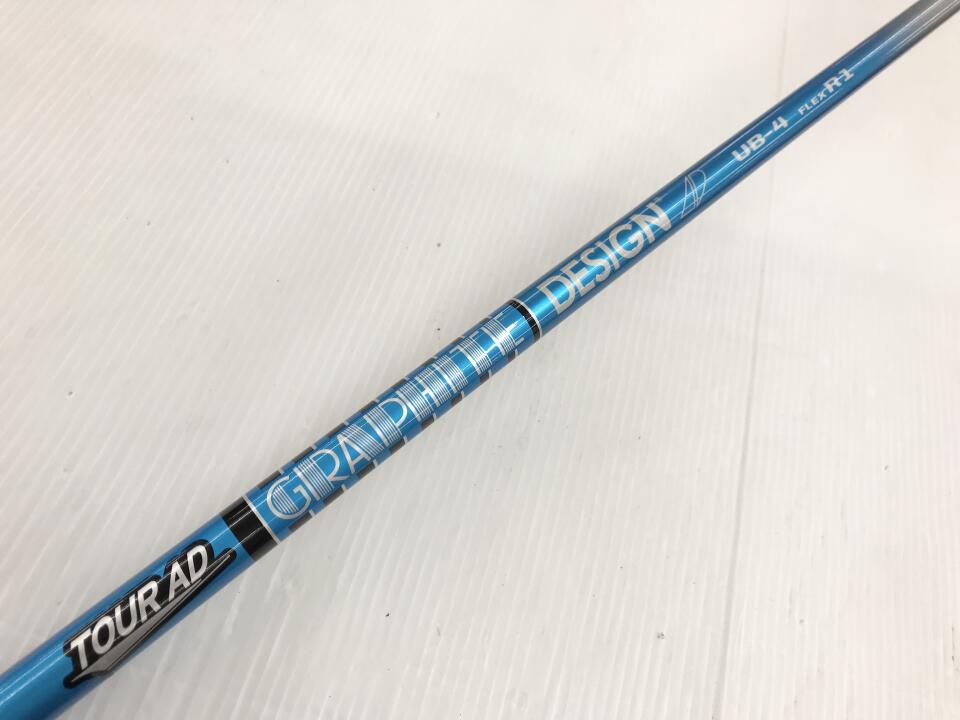 TOUR AD
GRAPHITE DESIGN
UB-4 FLEX R1